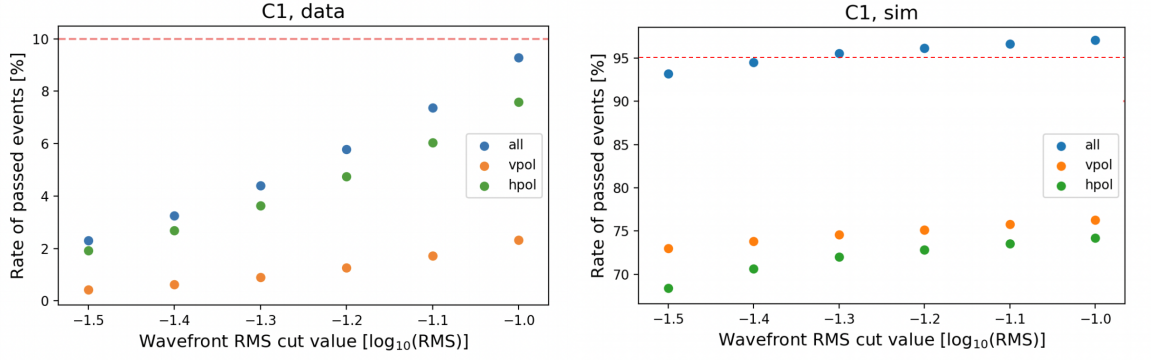 C1, data
Rate of passed events [%]
10
8
6
4
2
0
all
vpol
hpol
−1.5 −1.4 −1.3 −1.2 −1.1 −1.0
Wavefront RMS cut value [log₁₀(RMS)]
C1, sim
Rate of passed events [%]
95
90
85
80
75
70
all
vpol
hpol
−1.5 −1.4 −1.3 −1.2 −1.1 −1.0
Wavefront RMS cut value [log₁₀(RMS)]